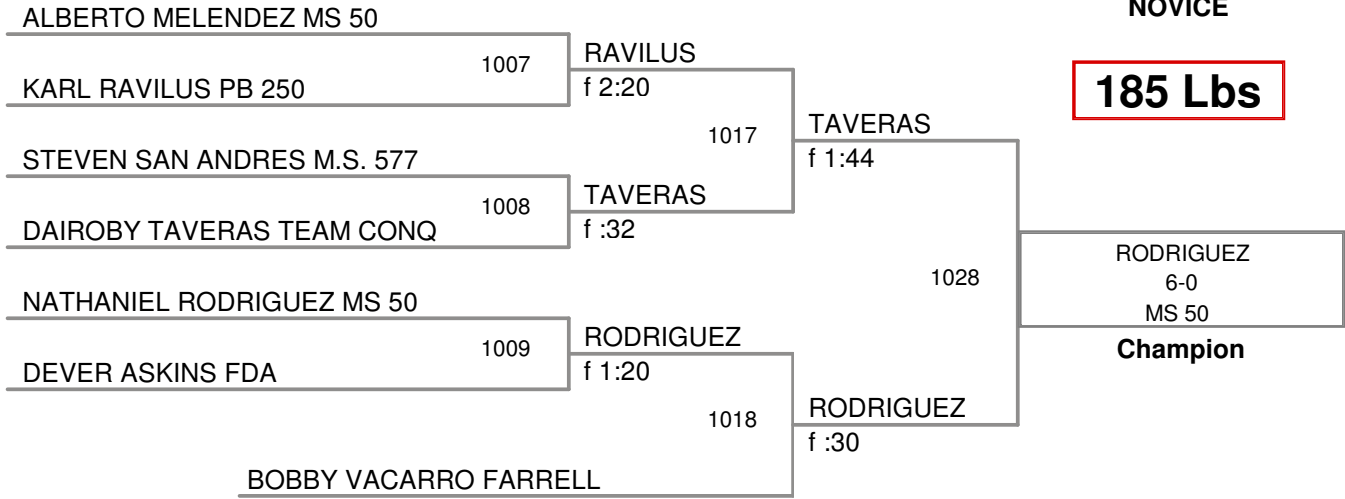 NOVICE
185 Lbs
ALBERTO MELENDEZ MS 50
1007
KARL RAVILUS PB 250
RAVILUS
f 2:20
STEVEN SAN ANDRES M.S. 577
1008
DAIROBY TAVERAS TEAM CONQ
TAVERAS
f :32
1017
TAVERAS
f 1:44
NATHANIEL RODRIGUEZ MS 50
1009
DEVER ASKINS FDA
RODRIGUEZ
f 1:20
1018
BOBBY VACARRO FARRELL
RODRIGUEZ
f :30
1028
RODRIGUEZ
6-0
MS 50
Champion